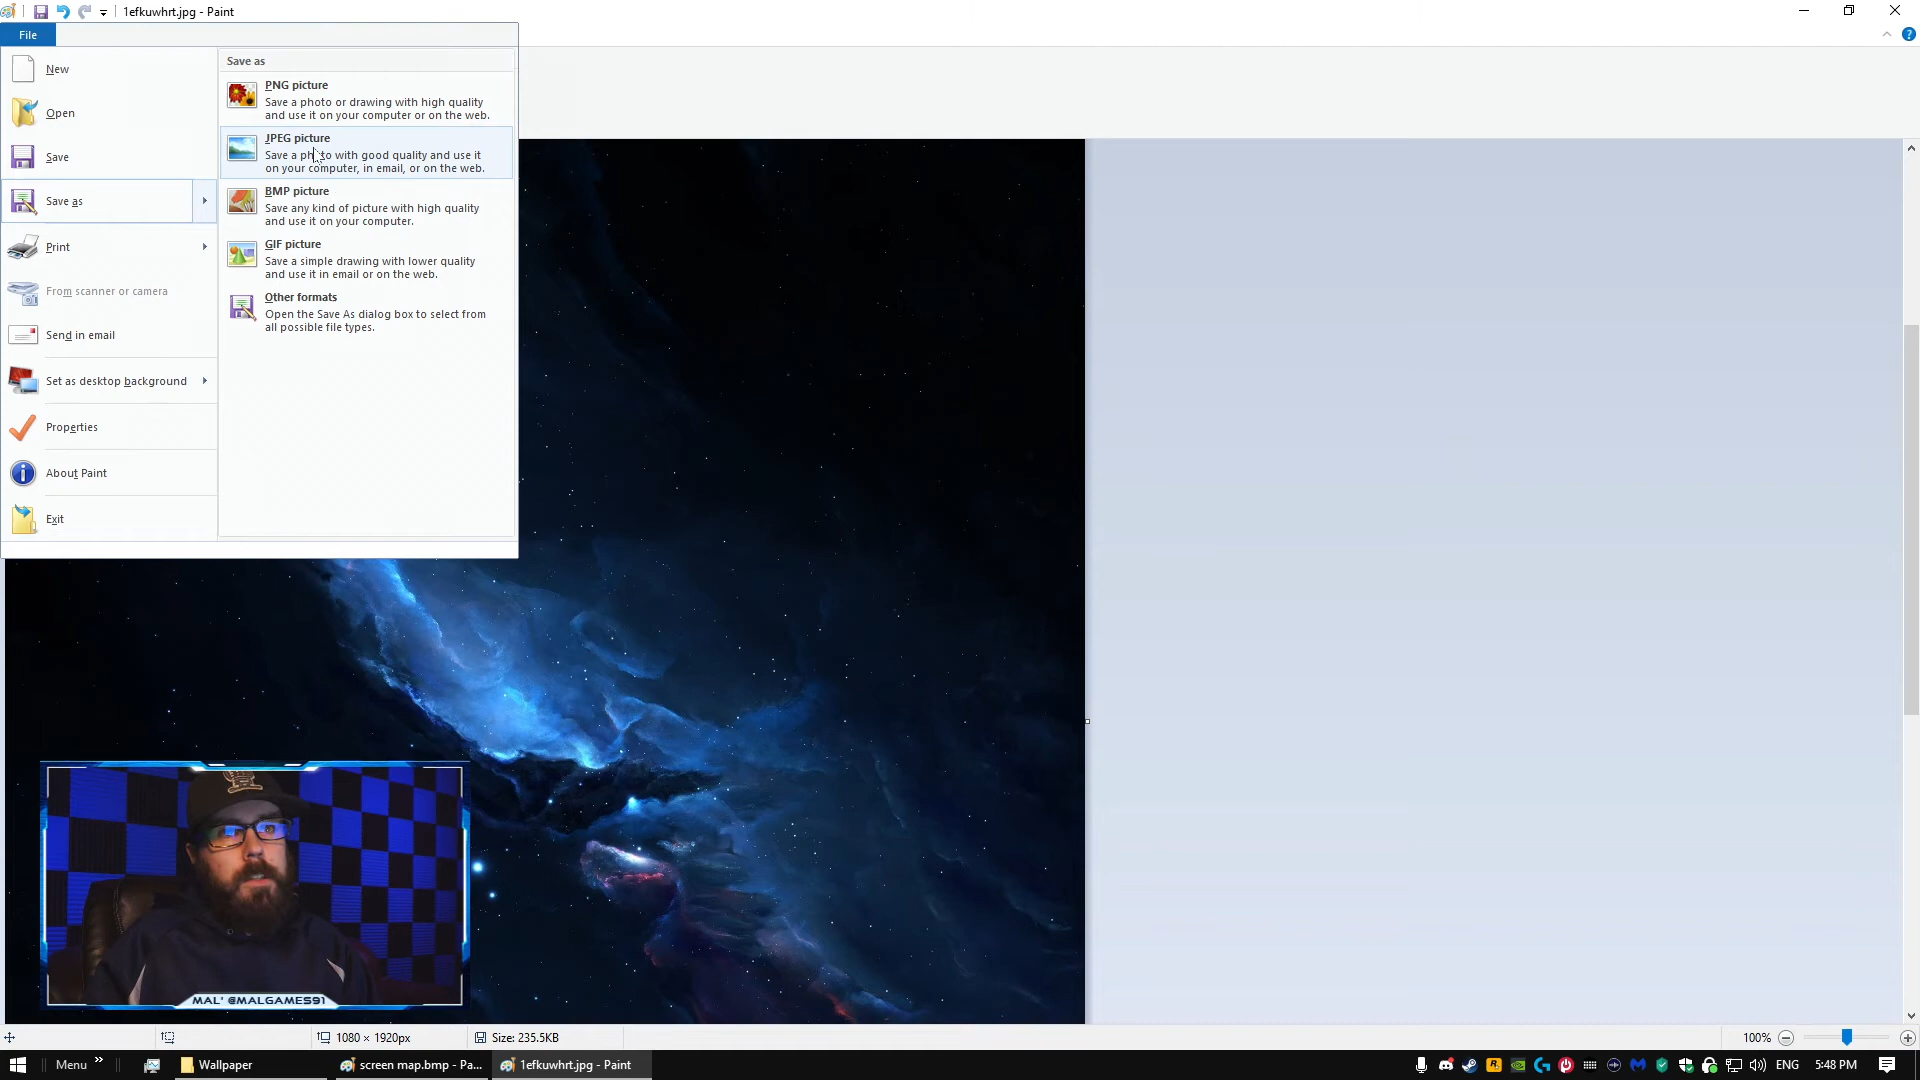 1efkuwhrt.jpg - Paint
File
New
Open
Save
Save as
Print
From scanner or camera
Send in email
Set as desktop background
Properties
About Paint
Exit
Save as
PNG picture
Save a photo or drawing with high quality
and use it on your computer or on the web.
JPEG picture
Save a photo with good quality and use it
on your computer, in email, or on the web.
BMP picture
Save any kind of picture with high quality
and use it on your computer.
GIF picture
Save a simple drawing with lower quality
and use it in email or on the web.
Other formats
Open the Save As dialog box to select from
all possible file types.
MAL' @MALGAMES91
1080 × 1920px
Size: 235.5KB
100%
Menu
Wallpaper
screen map.bmp - Pa...
1efkuwhrt.jpg - Paint
ENG
5:48 PM